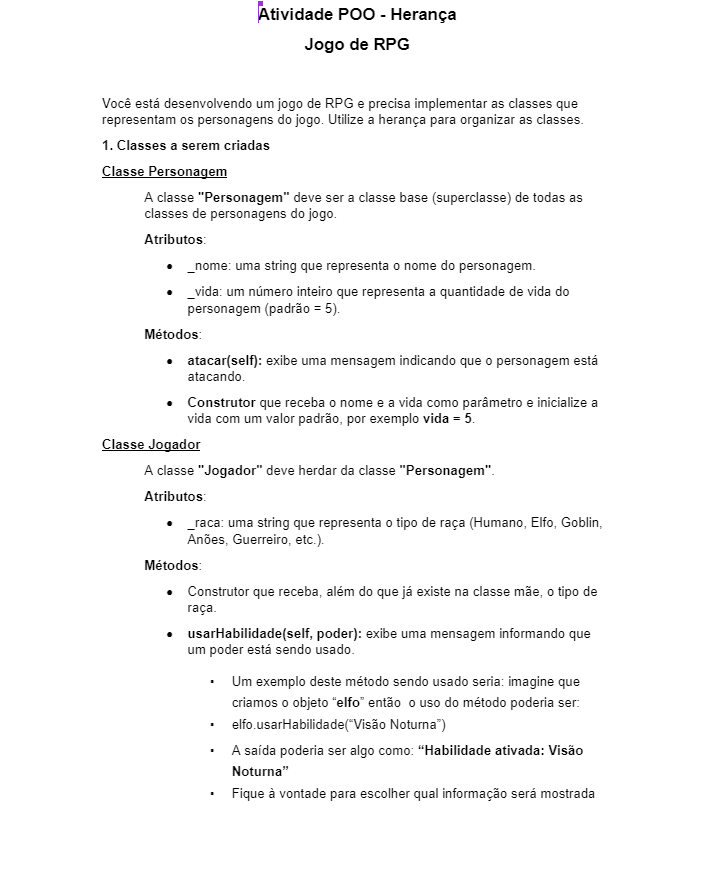 Atividade POO - Herança
Jogo de RPG
Você está desenvolvendo um jogo de RPG e precisa implementar as classes que
representam os personagens do jogo. Utilize a herança para organizar as classes.
1. Classes a serem criadas
Classe Personagem
A classe "Personagem" deve ser a classe base (superclasse) de todas as
classes de personagens do jogo.
Atributos:
• _nome: uma string que representa o nome do personagem.
• _vida: um número inteiro que representa a quantidade de vida do
personagem (padrão = 5).
Métodos:
• atacar(self): exibe uma mensagem indicando que o personagem está
atacando.
• Construtor que receba o nome e a vida como parâmetro e inicialize a
vida com um valor padrão, por exemplo vida = 5.
Classe Jogador
A classe "Jogador" deve herdar da classe "Personagem".
Atributos:
• _raca: uma string que representa o tipo de raça (Humano, Elfo, Goblin,
Anões, Guerreiro, etc.).
Métodos:
• Construtor que receba, além do que já existe na classe mãe, o tipo de
raça.
• usarHabilidade(self, poder): exibe uma mensagem informando que
um poder está sendo usado.
▪ Um exemplo deste método sendo usado seria: imagine que
criamos o objeto “elfo” então o uso do método poderia ser:
▪ elfo.usarHabilidade(“Visão Noturna”)
▪ A saída poderia ser algo como: “Habilidade ativada: Visão
Noturna”
▪ Fique à vontade para escolher qual informação será mostrada